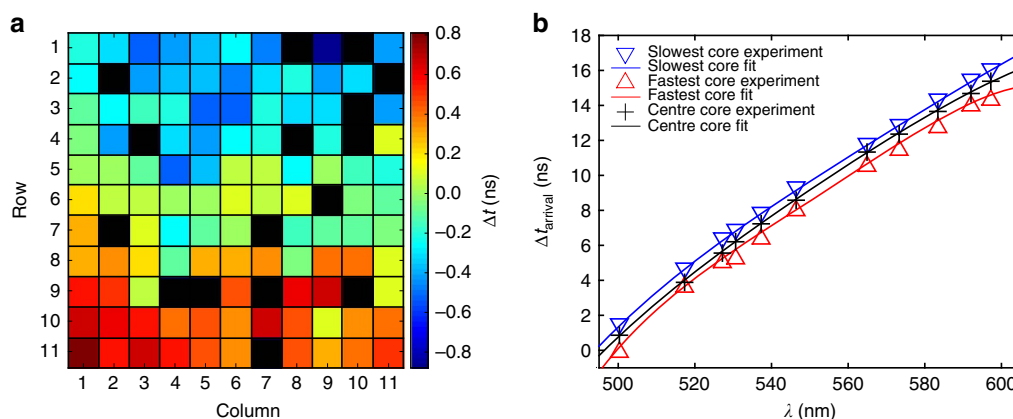 a
Row
1
2
3
4
5
6
7
8
9
10
11
1 2 3 4 5 6 7 8 9 10 11
Column
0.8
0.6
0.4
0.2
0.0
−0.2
−0.4
−0.6
−0.8
Δt (ns)
b
Δt_arrival (ns)
18
16
14
12
10
8
6
4
2
0
Slowest core experiment
Slowest core fit
Fastest core experiment
Fastest core fit
Centre core experiment
Centre core fit
500 520 540 560 580 600
λ (nm)